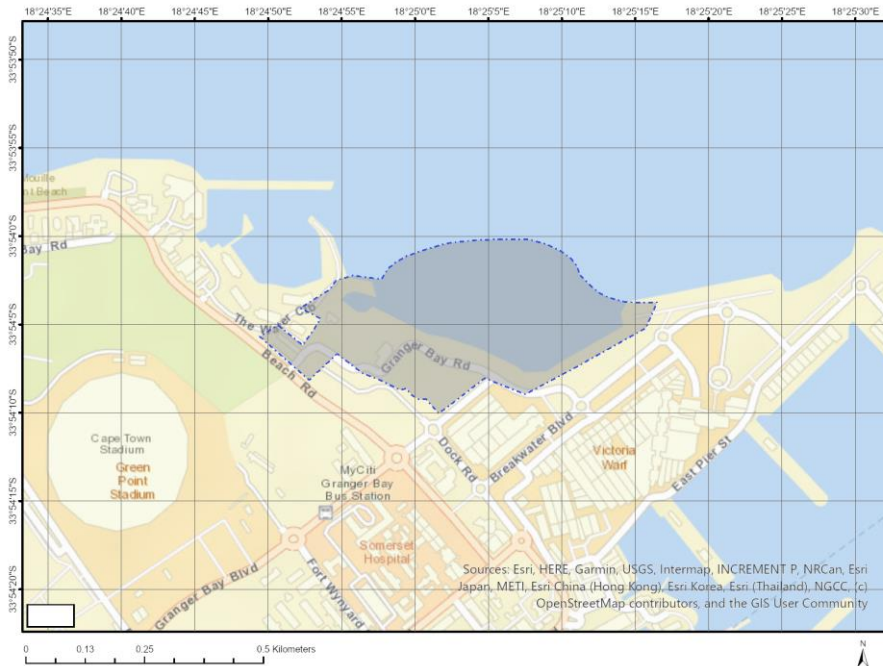 18°24'35"E 18°24'40"E 18°24'45"E 18°24'50"E 18°24'55"E 18°25'0"E 18°25'5"E 18°25'10"E 18°25'15"E 18°25'20"E 18°25'25"E 18°25'30"E
33°53'50"S
33°53'55"S
33°54'0"S
33°54'5"S
33°54'10"S
33°54'15"S
33°54'20"S
Mouille
nt Beach
Bay Rd
The Water Clb
Beach Rd
Granger Bay Rd
Cape Town
Stadium
Green
Point
Stadium
Dock Rd
Breakwater Blvd
Victoria
Warf
East Pier St
MyCiti
Granger Bay
Bus Station
Somerset
Hospital
Granger Bay Blvd
Fort Wynyard
Sources: Esri, HERE, Garmin, USGS, Intermap, INCREMENT P, NRCan, Esri
Japan, METI, Esri China (Hong Kong), Esri Korea, Esri (Thailand), NGCC, (c)
OpenStreetMap contributors, and the GIS User Community
0 0.13 0.25 0.5 Kilometers
N